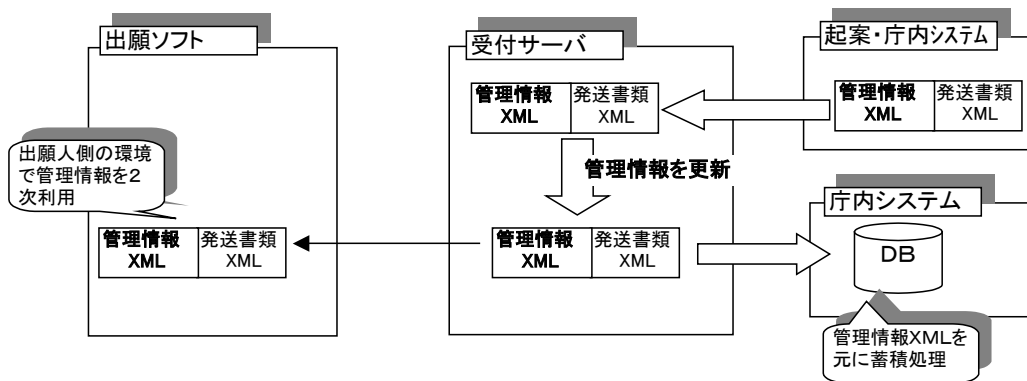 出願ソフト
出願人側の環境
で管理情報を2
次利用
管理情報
XML
発送書類
XML
受付サーバ
管理情報
XML
発送書類
XML
管理情報を更新
管理情報
XML
発送書類
XML
起案・庁内システム
管理情報
XML
発送書類
XML
庁内システム
DB
管理情報XMLを
元に蓄積処理